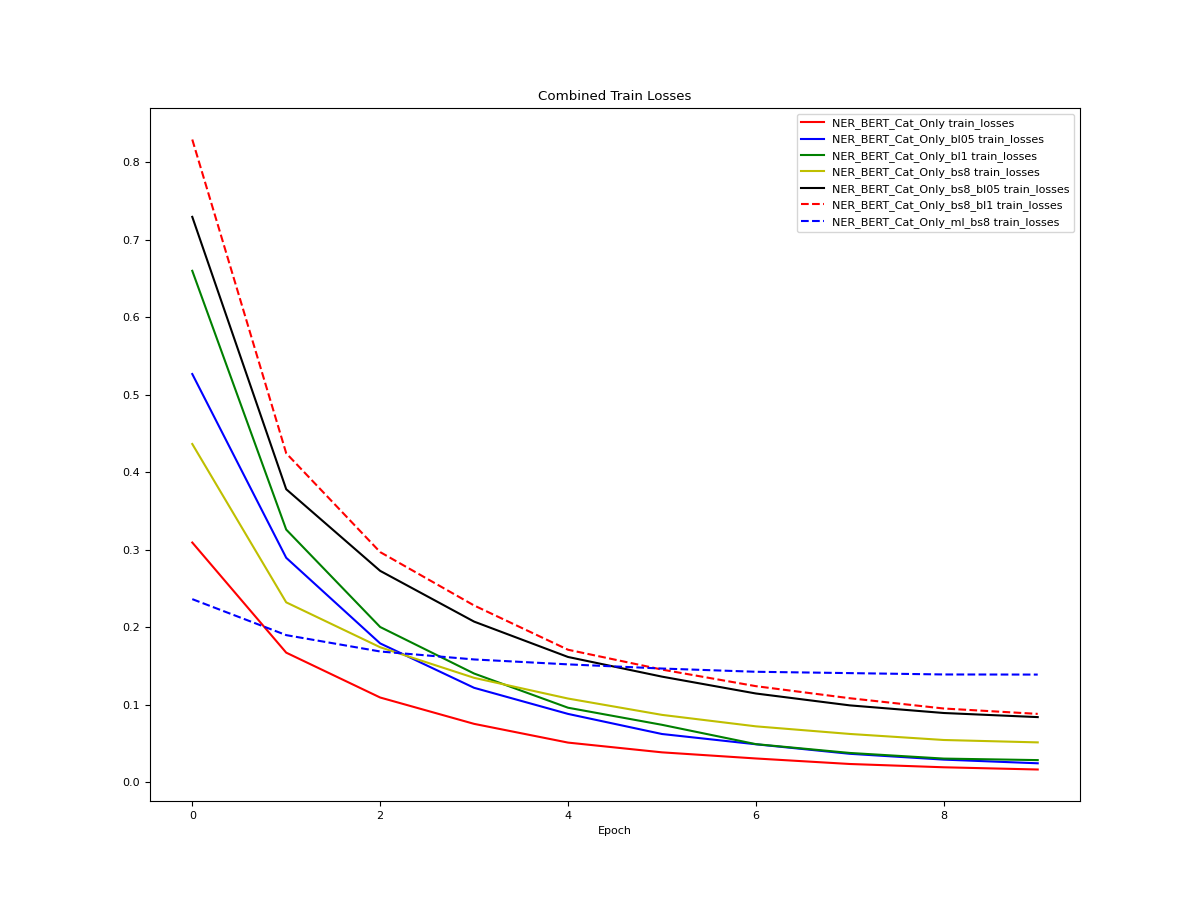 Combined Train Losses
NER_BERT_Cat_Only train_losses
NER_BERT_Cat_Only_bl05 train_losses
NER_BERT_Cat_Only_bl1 train_losses
NER_BERT_Cat_Only_bs8 train_losses
NER_BERT_Cat_Only_bs8_bl05 train_losses
NER_BERT_Cat_Only_bs8_bl1 train_losses
NER_BERT_Cat_Only_ml_bs8 train_losses
0.8
0.7
0.6
0.5
0.4
0.3
0.2
0.1
0.0
0 2 4 6 8
Epoch